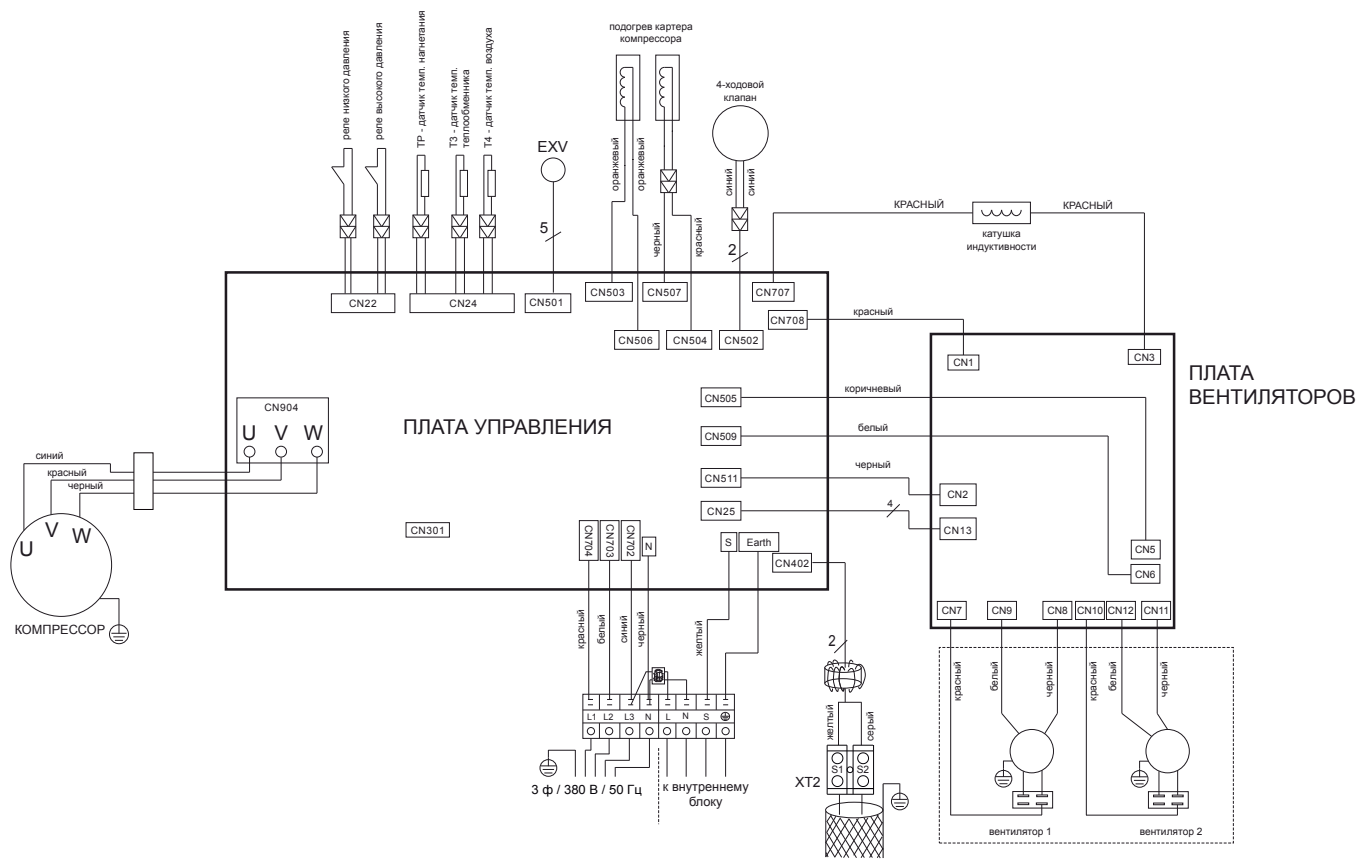 подогрев картера
компрессора
4-ходовой
клапан
реле низкого давления
реле высокого давления
TP - датчик темп. нагнетания
Т3 - датчик темп.
теплообменника
Т4 - датчик темп. воздуха
EXV
5
оранжевый
оранжевый
черный
красный
синий
синий
2
КРАСНЫЙ
КРАСНЫЙ
катушка
индуктивности
CN22
CN24
CN501
CN503
CN507
CN707
CN506
CN504
CN502
CN708
красный
CN1
CN3
ПЛАТА
ВЕНТИЛЯТОРОВ
CN505
коричневый
CN509
белый
CN511
черный
CN2
CN25
4
CN13
CN5
CN6
CN904
U V W
ПЛАТА УПРАВЛЕНИЯ
синий
красный
черный
U V W
КОМПРЕССОР
CN301
CN704
CN703
CN702
N
S
Earth
CN402
CN7
CN9
CN8
CN10
CN12
CN11
красный
белый
синий
черный
желтый
2
L1 L2 L3 N L N S
3 ф / 380 В / 50 Гц
к внутреннему
блоку
желтый
серый
XT2
S1 S2
красный
белый
черный
красный
белый
черный
вентилятор 1
вентилятор 2